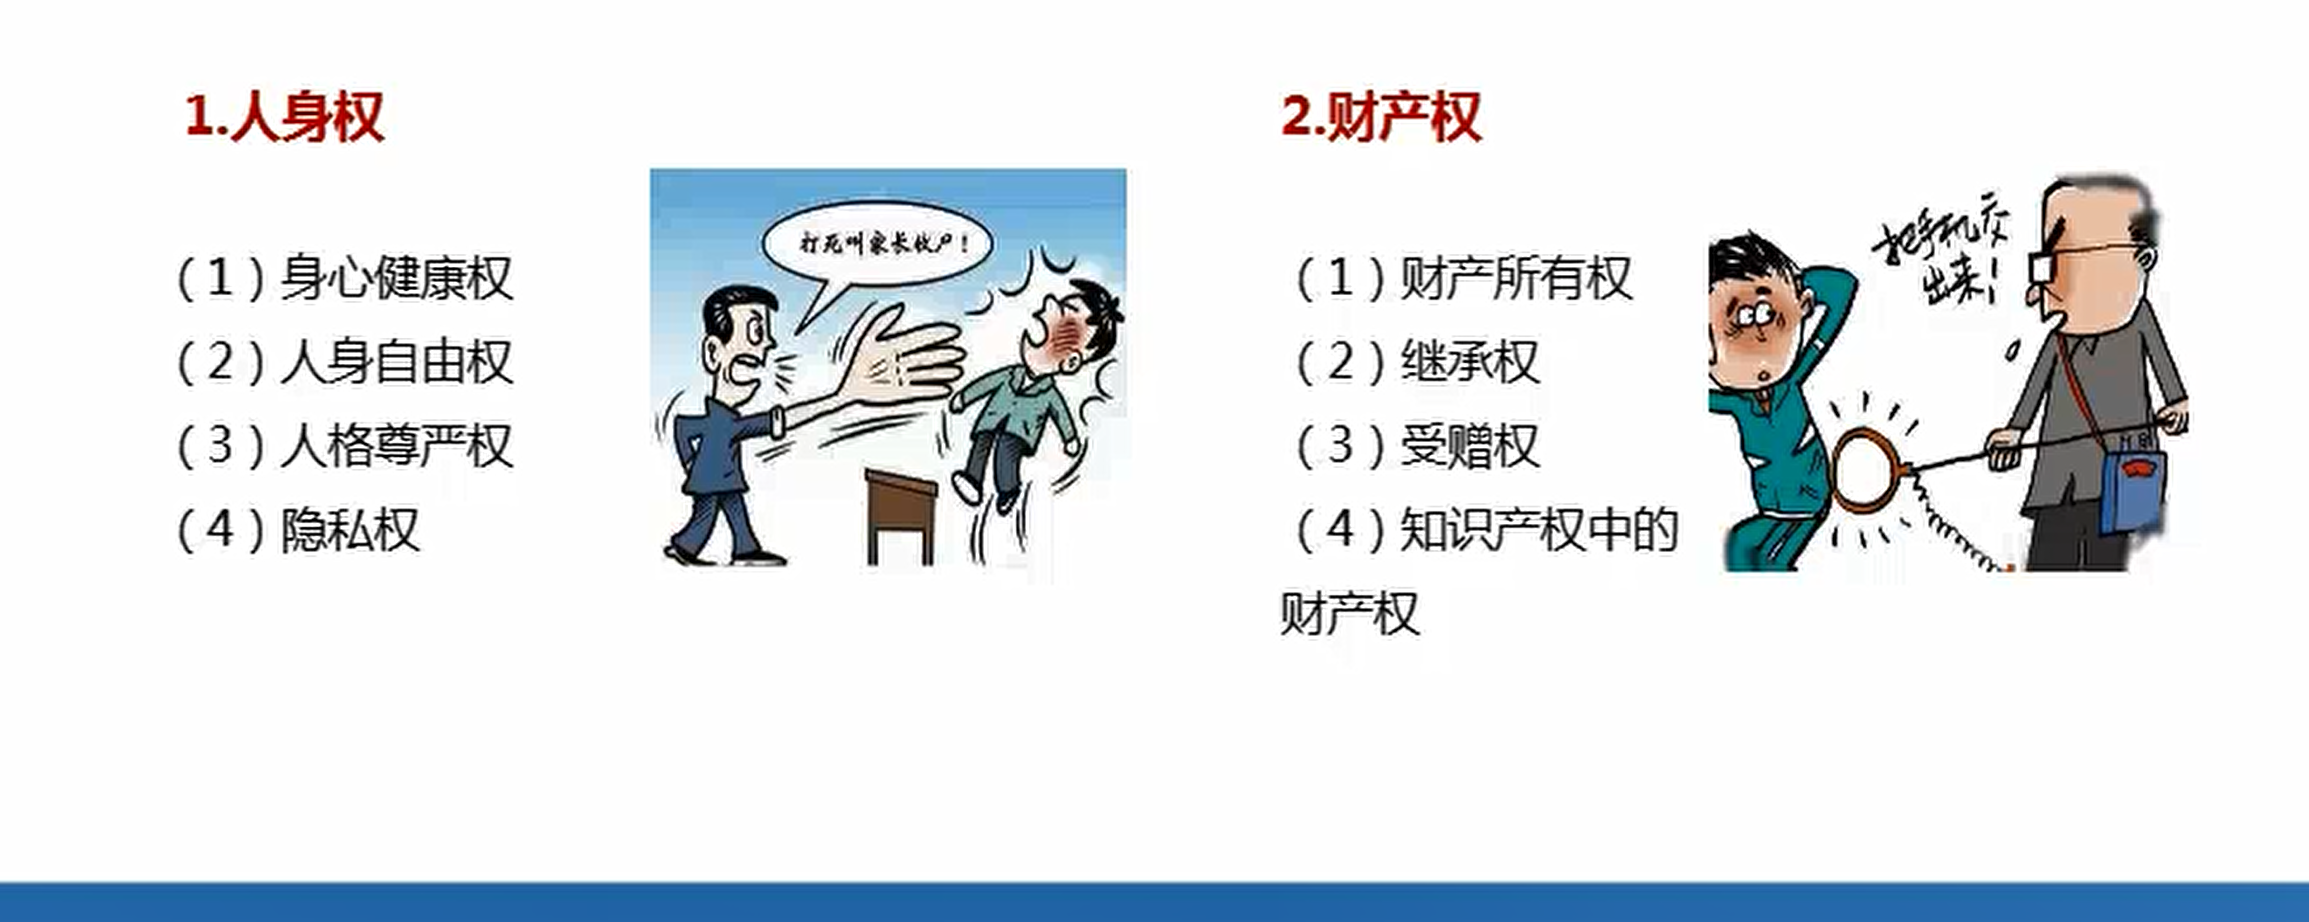 1.人身权
（1）身心健康权
（2）人身自由权
（3）人格尊严权
（4）隐私权
打死叫家长收尸！
2.财产权
（1）财产所有权
（2）继承权
（3）受赠权
（4）知识产权中的
财产权
把手机交
出来！